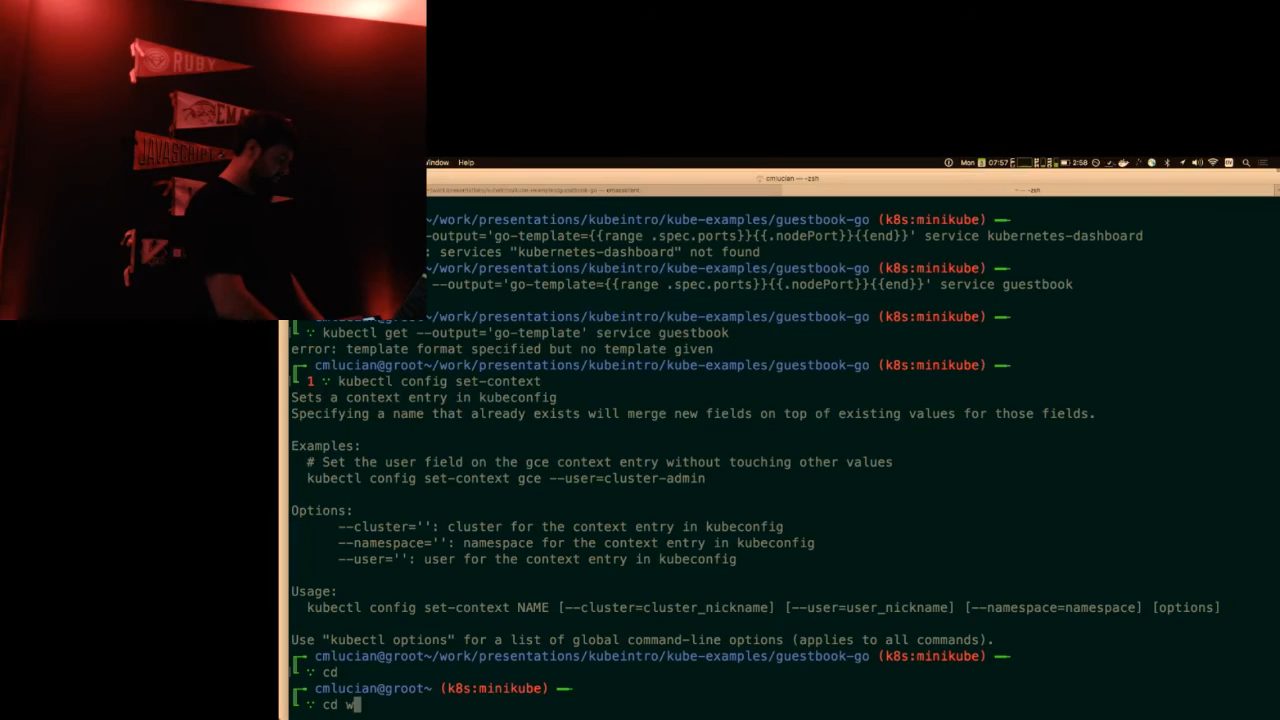 RUBY
EMA
JAVASCRIPT
indow Help
Mon 07:57 2:58
cmlucian — -zsh
~ — -zsh
~/work/presentations/kubeintro/kube-examples/guestbook-go (k8s:minikube) —
-output='go-template={{range .spec.ports}}{{.nodePort}}{{end}}' service kubernetes-dashboard
: services "kubernetes-dashboard" not found
~/work/presentations/kubeintro/kube-examples/guestbook-go (k8s:minikube) —
--output='go-template={{range .spec.ports}}{{.nodePort}}{{end}}' service guestbook
cmlucian@groot~/work/presentations/kubeintro/kube-examples/guestbook-go (k8s:minikube) —
∵ kubectl get --output='go-template' service guestbook
error: template format specified but no template given
cmlucian@groot~/work/presentations/kubeintro/kube-examples/guestbook-go (k8s:minikube) —
1 ∵ kubectl config set-context
Sets a context entry in kubeconfig
Specifying a name that already exists will merge new fields on top of existing values for those fields.
Examples:
# Set the user field on the gce context entry without touching other values
kubectl config set-context gce --user=cluster-admin
Options:
--cluster='': cluster for the context entry in kubeconfig
--namespace='': namespace for the context entry in kubeconfig
--user='': user for the context entry in kubeconfig
Usage:
kubectl config set-context NAME [--cluster=cluster_nickname] [--user=user_nickname] [--namespace=namespace] [options]
Use "kubectl options" for a list of global command-line options (applies to all commands).
cmlucian@groot~/work/presentations/kubeintro/kube-examples/guestbook-go (k8s:minikube) —
∵ cd
cmlucian@groot~ (k8s:minikube) —
∵ cd w